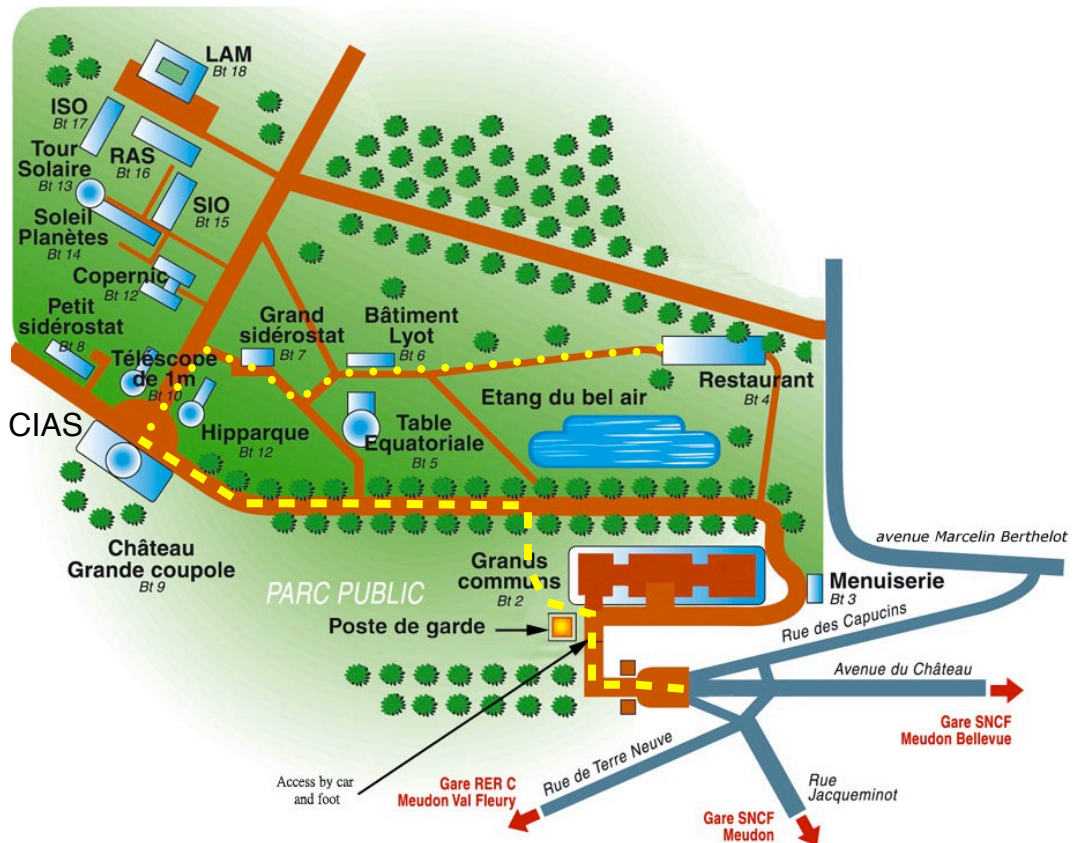 LAM
Bt 18
ISO
Bt 17
Tour
Solaire
Bt 13
RAS
Bt 16
SIO
Bt 15
Soleil
Planètes
Bt 14
Copernic
Bt 12
Petit
sidérostat
Bt 8
Grand
sidérostat
Bt 7
Bâtiment
Lyot
Bt 6
Télescope
de 1m
Bt 10
Restaurant
Bt 4
Etang du bel air
CIAS
Hipparque
Bt 12
Table
Equatoriale
Bt 5
Château
Grande coupole
Bt 9
avenue Marcelin Berthelot
Grands
communs
Bt 2
PARC PUBLIC
Menuiserie
Bt 3
Poste de garde
Rue des Capucins
Avenue du Château
Gare SNCF
Meudon Bellevue
Access by car
and foot
Gare RER C
Meudon Val Fleury
Rue de Terre Neuve
Rue
Jacqueminot
Gare SNCF
Meudon